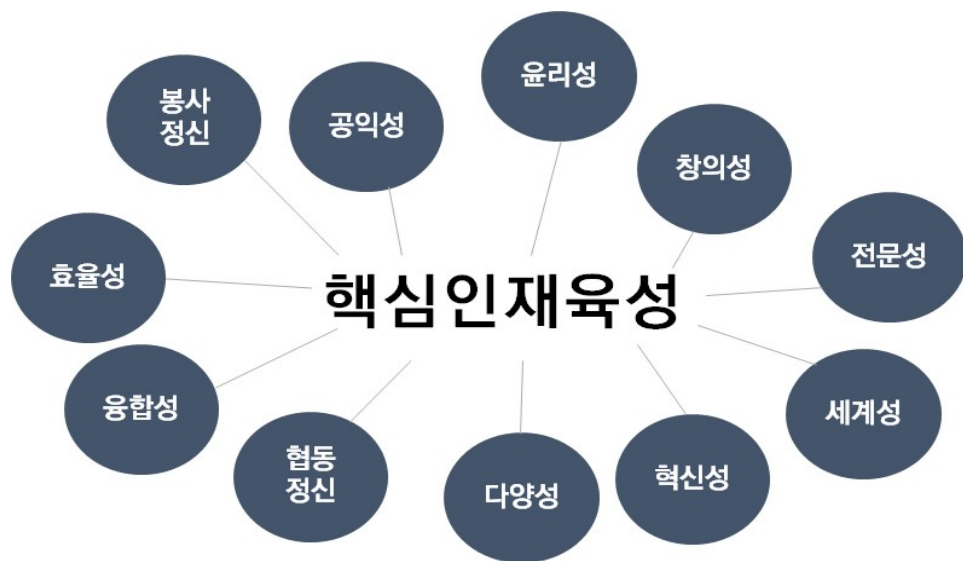 윤리성
봉사
정신
공익성
창의성
전문성
효율성
핵심인재육성
융합성
세계성
협동
정신
다양성
혁신성